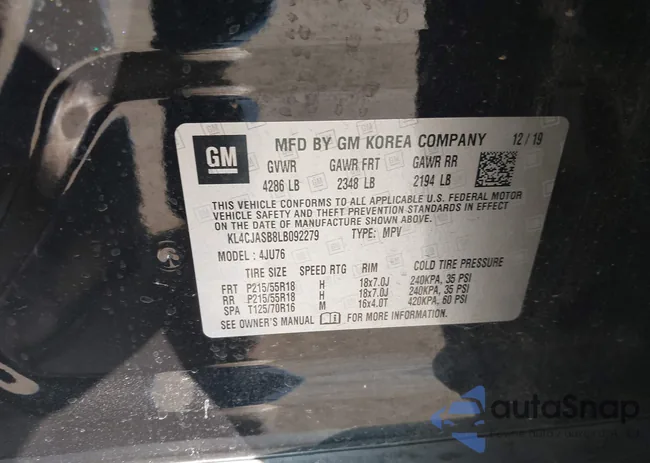 GM
MFD BY GM KOREA COMPANY 12/19
GVWR GAWR FRT GAWR RR
4286 LB 2348 LB 2194 LB
THIS VEHICLE CONFORMS TO ALL APPLICABLE U.S. FEDERAL MOTOR
VEHICLE SAFETY AND THEFT PREVENTION STANDARDS IN EFFECT
ON THE DATE OF MANUFACTURE SHOWN ABOVE.
KL4CJASB8LB092279 TYPE: MPV
MODEL: 4JU76
TIRE SIZE SPEED RTG RIM COLD TIRE PRESSURE
FRT P215/55R18 H 18x7.0J 240KPA, 35 PSI
RR P215/55R18 H 18x7.0J 240KPA, 35 PSI
SPA T125/70R16 M 16x4.0T 420KPA, 60 PSI
SEE OWNER'S MANUAL FOR MORE INFORMATION.
autoSnap